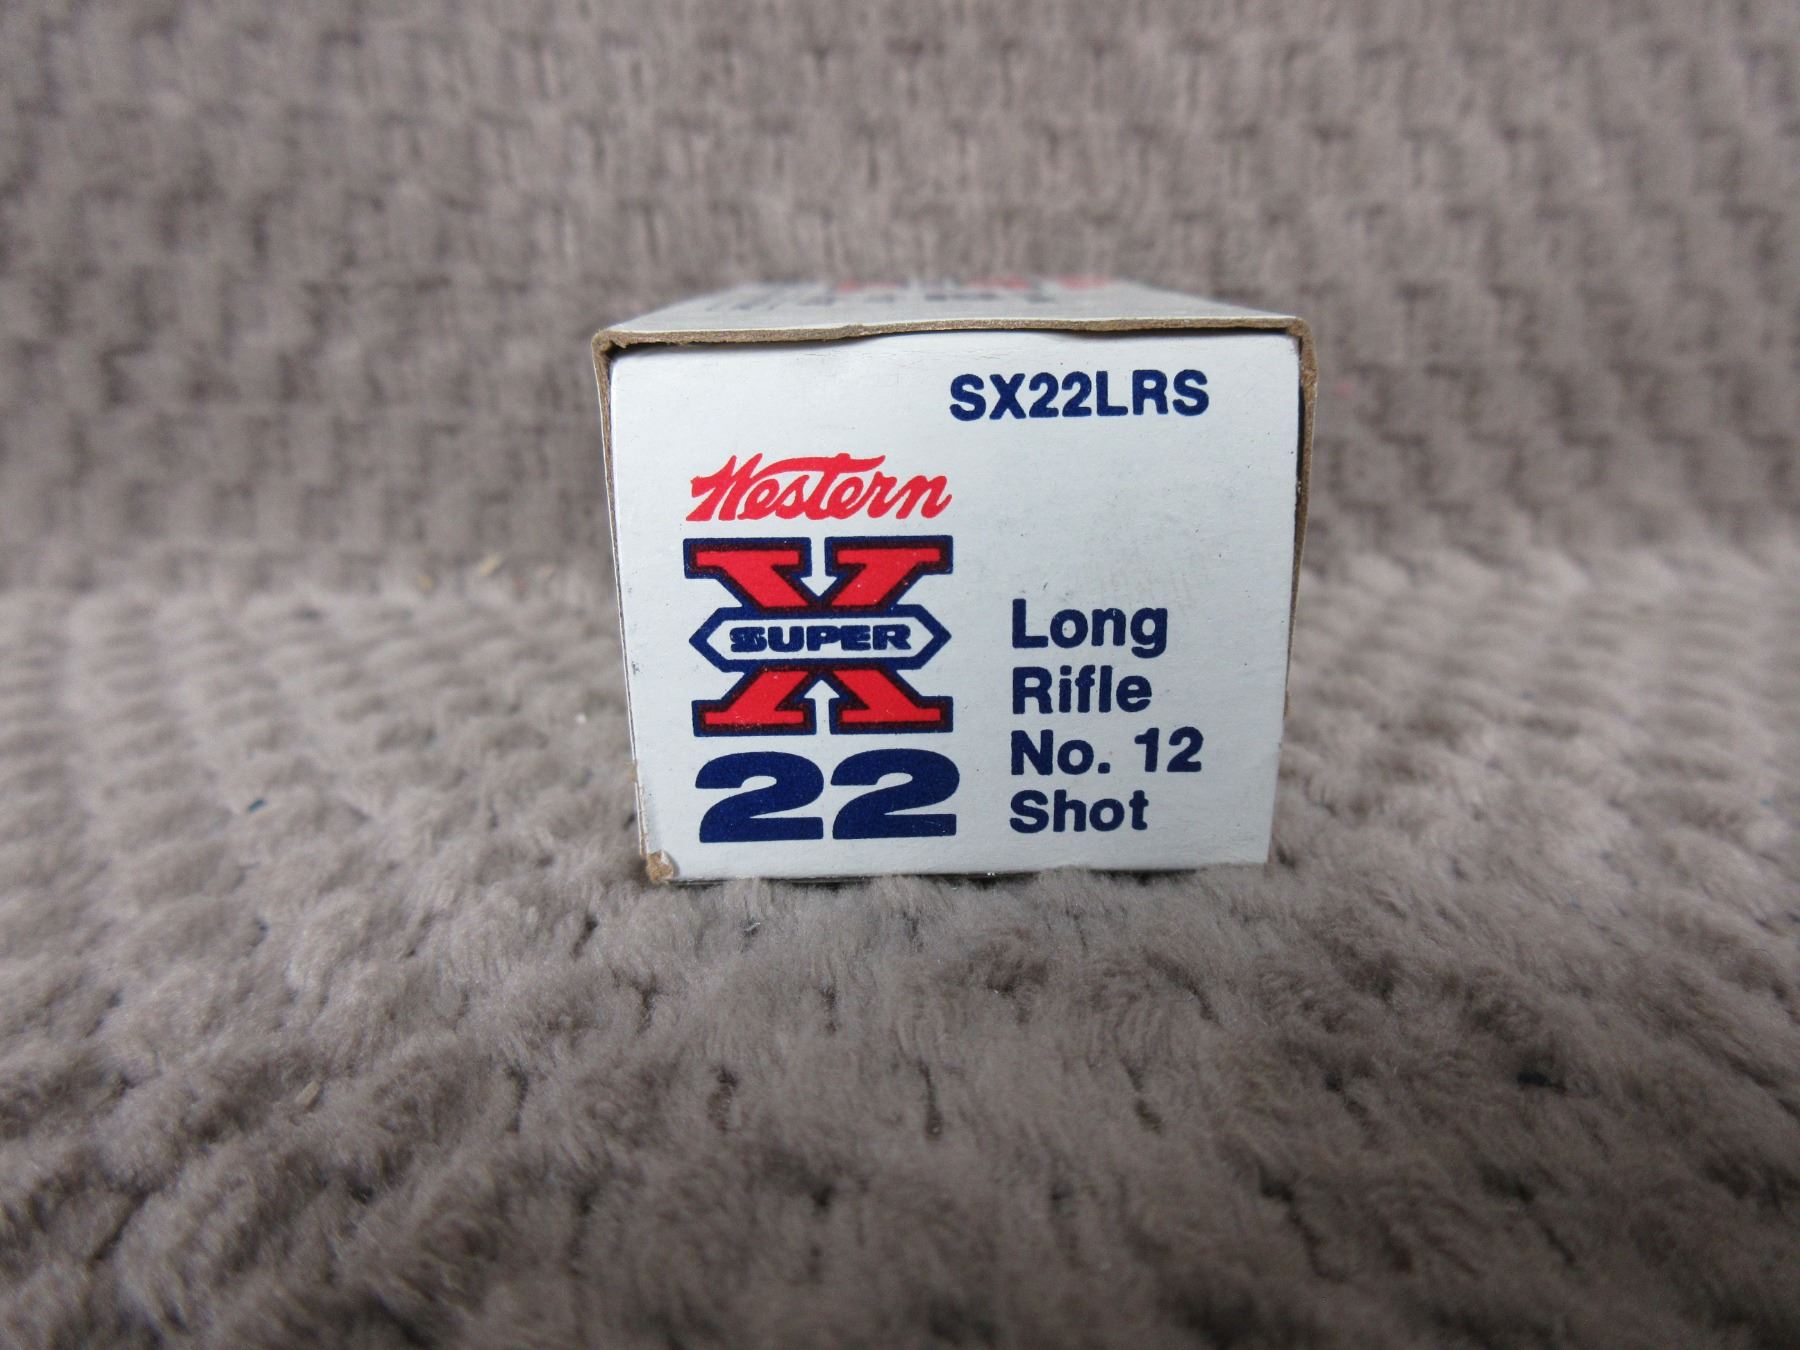 SX22LRS
Western
SUPER
X
22
Long
Rifle
No. 12
Shot